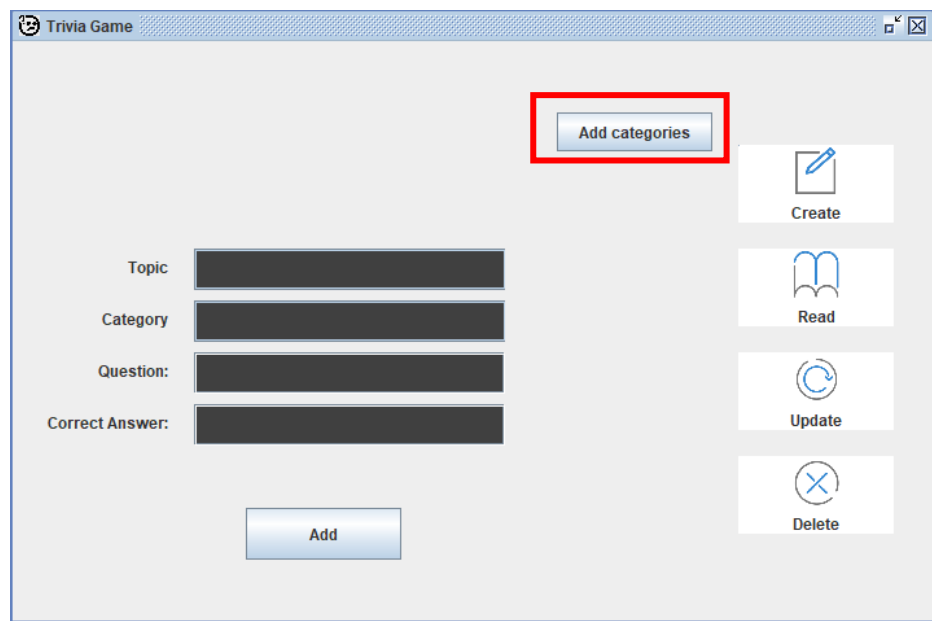 Trivia Game
Add categories
Create
Topic
Read
Category
Question:
Update
Correct Answer:
Delete
Add